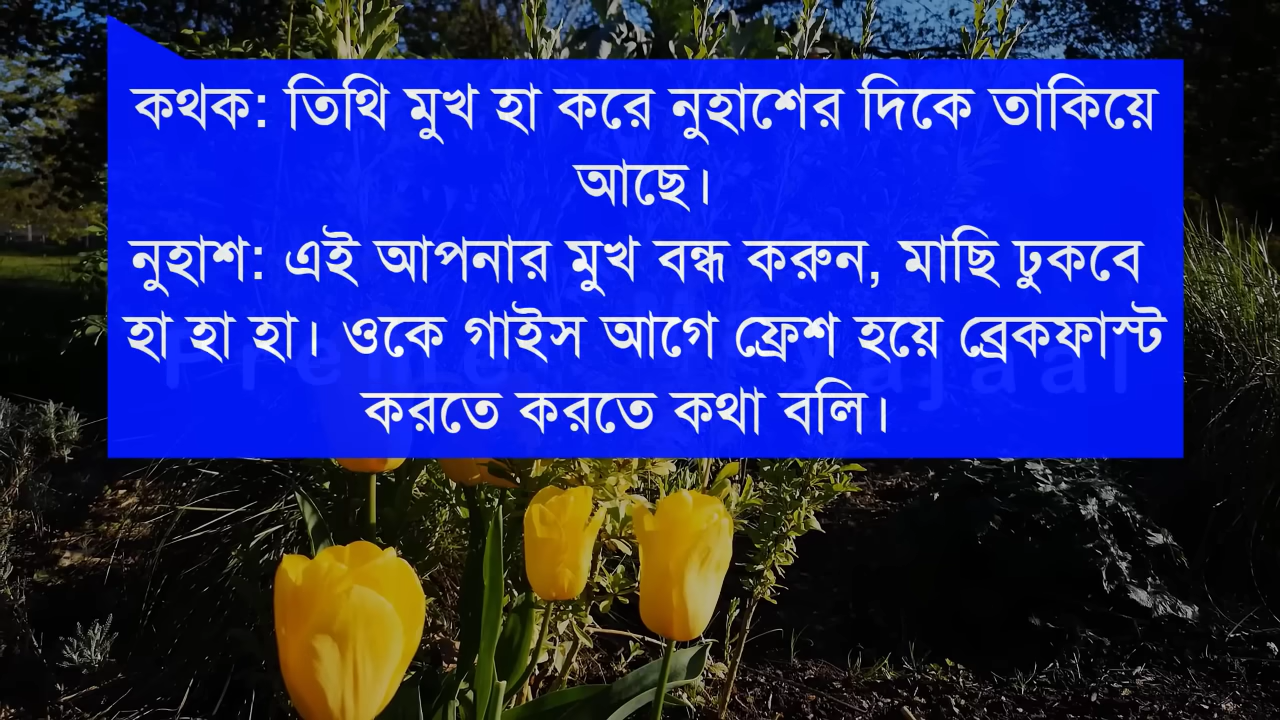 কথক: তিথি মুখ হা করে নুহাশের দিকে তাকিয়ে
আছে।
নুহাশ: এই আপনার মুখ বন্ধ করুন, মাছি ঢুকবে
হা হা হা। ওকে গাইস আগে ফ্রেশ হয়ে ব্রেকফাস্ট
করতে করতে কথা বলি।